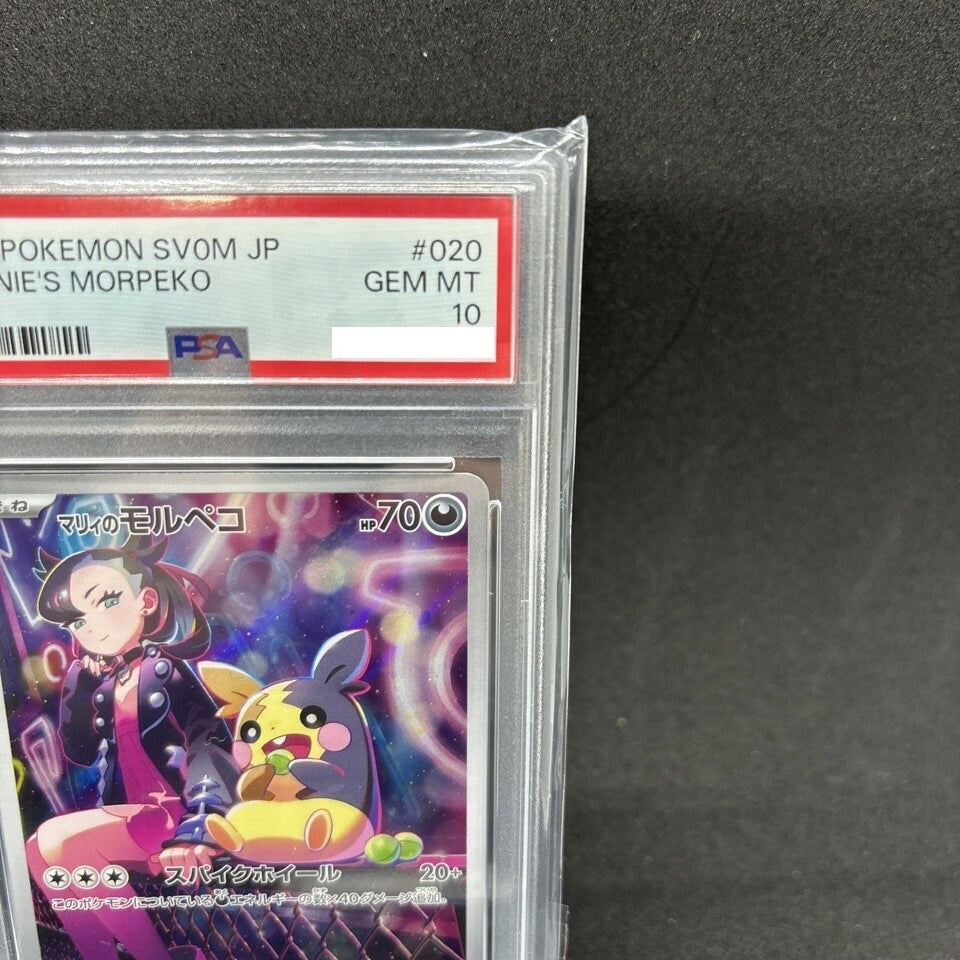 POKEMON SV0M JP #020
NIE'S MORPEKO GEM MT
10
PSA
ね
マリィのモルペコ HP70
スパイクホイール 20+
このポケモンについているエネルギーの数×40ダメージ追加。